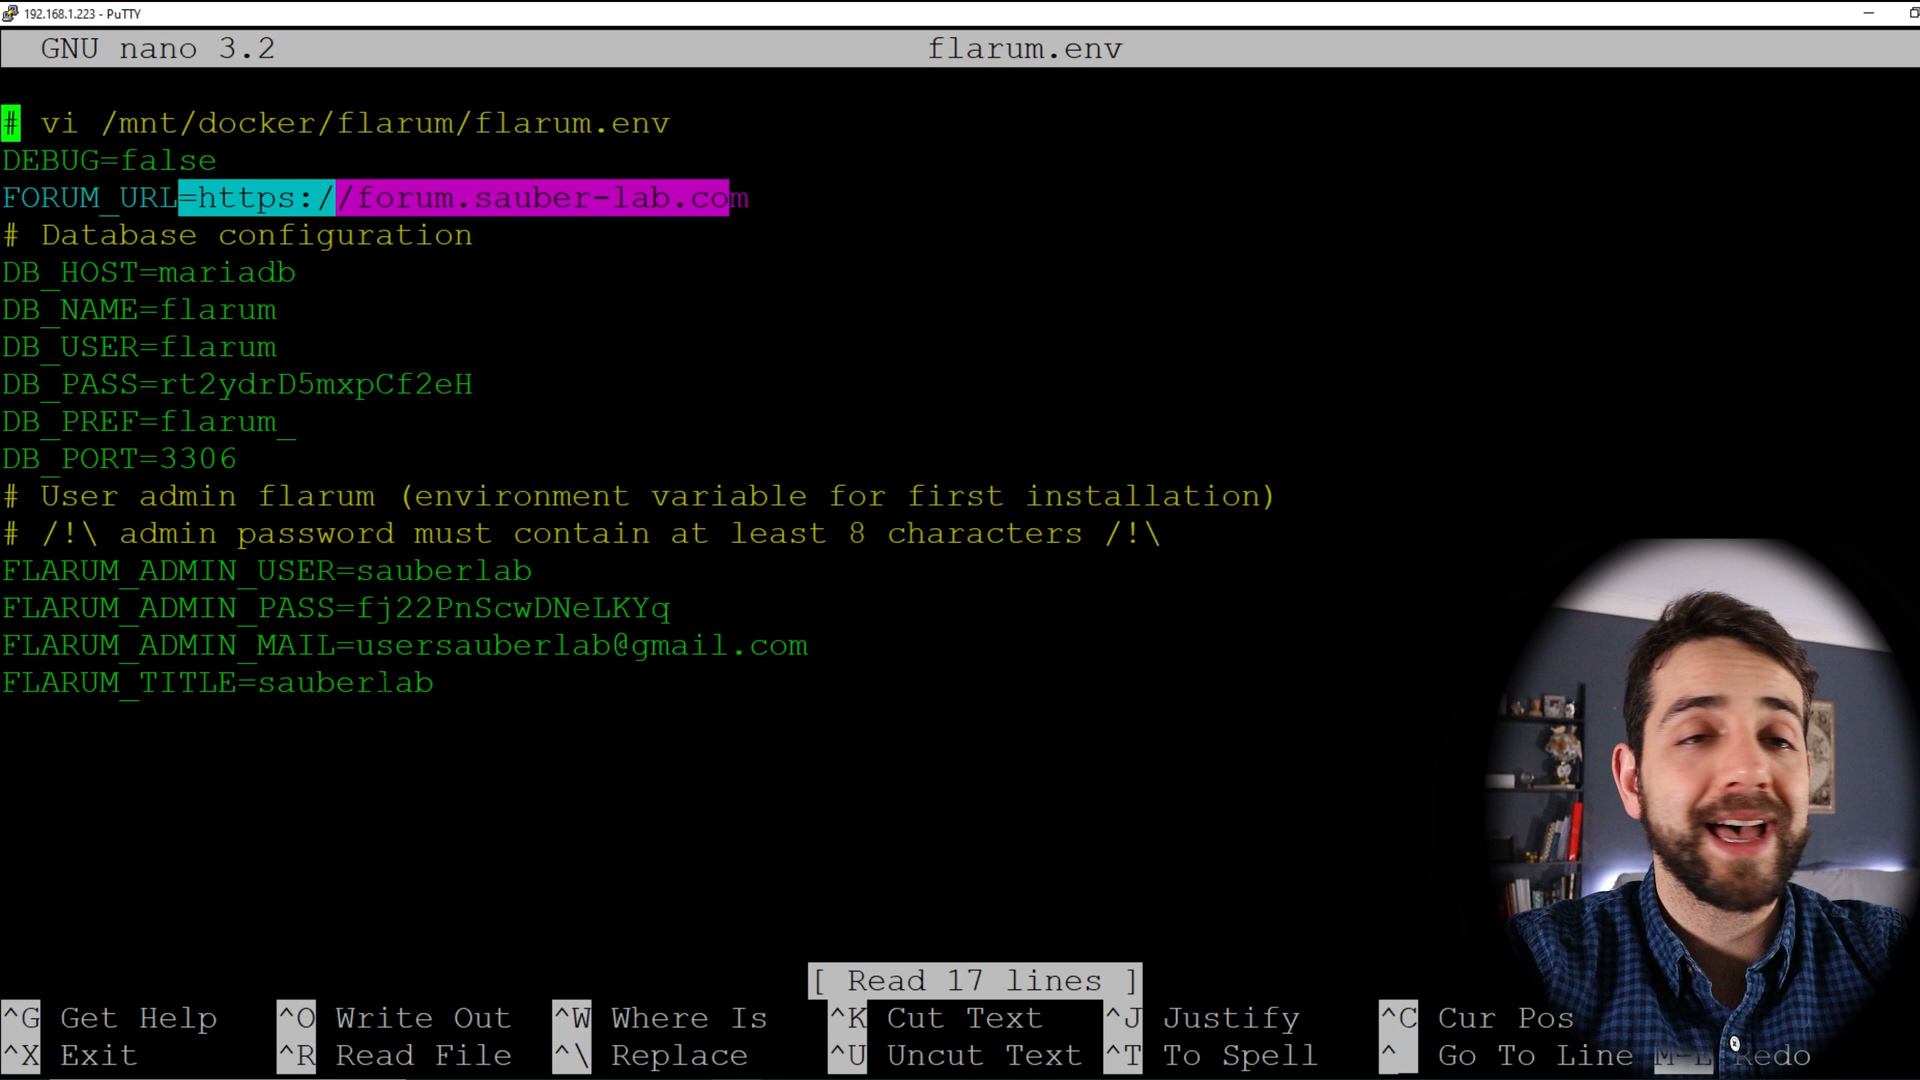 192.168.1.223 - PuTTY
GNU nano 3.2 flarum.env
# vi /mnt/docker/flarum/flarum.env
DEBUG=false
FORUM_URL=https://forum.sauber-lab.com
# Database configuration
DB_HOST=mariadb
DB_NAME=flarum
DB_USER=flarum
DB_PASS=rt2ydrD5mxpCf2eH
DB_PREF=flarum_
DB_PORT=3306
# User admin flarum (environment variable for first installation)
# /!\ admin password must contain at least 8 characters /!\
FLARUM_ADMIN_USER=sauberlab
FLARUM_ADMIN_PASS=fj22PnScwDNeLKYq
FLARUM_ADMIN_MAIL=usersauberlab@gmail.com
FLARUM_TITLE=sauberlab
[ Read 17 lines ]
^G Get Help ^O Write Out ^W Where Is ^K Cut Text ^J Justify ^C Cur Pos
^X Exit ^R Read File ^\ Replace ^U Uncut Text ^T To Spell ^_ Go To Line Redo